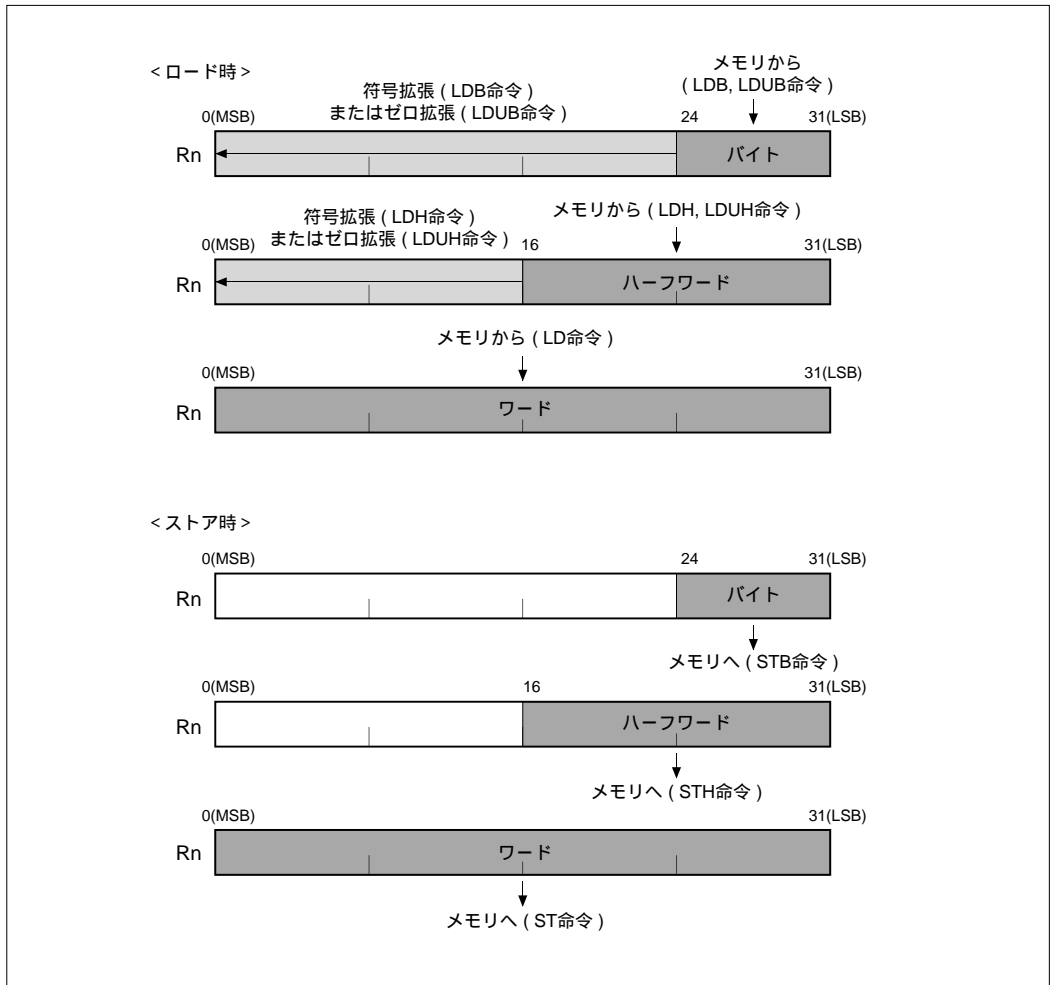 <ロード時>
メモリから
( LDB, LDUB命令 )
符号拡張 ( LDB命令 )
またはゼロ拡張 ( LDUB命令 )
0(MSB) 24 31(LSB)
Rn バイト
符号拡張 ( LDH命令 ) メモリから ( LDH, LDUH命令 )
またはゼロ拡張 ( LDUH命令 )
0(MSB) 16 31(LSB)
Rn ハーフワード
メモリから ( LD命令 )
0(MSB) 31(LSB)
Rn ワード
<ストア時>
0(MSB) 24 31(LSB)
Rn バイト
メモリへ ( STB命令 )
0(MSB) 16 31(LSB)
Rn ハーフワード
メモリへ ( STH命令 )
0(MSB) 31(LSB)
Rn ワード
メモリへ ( ST命令 )